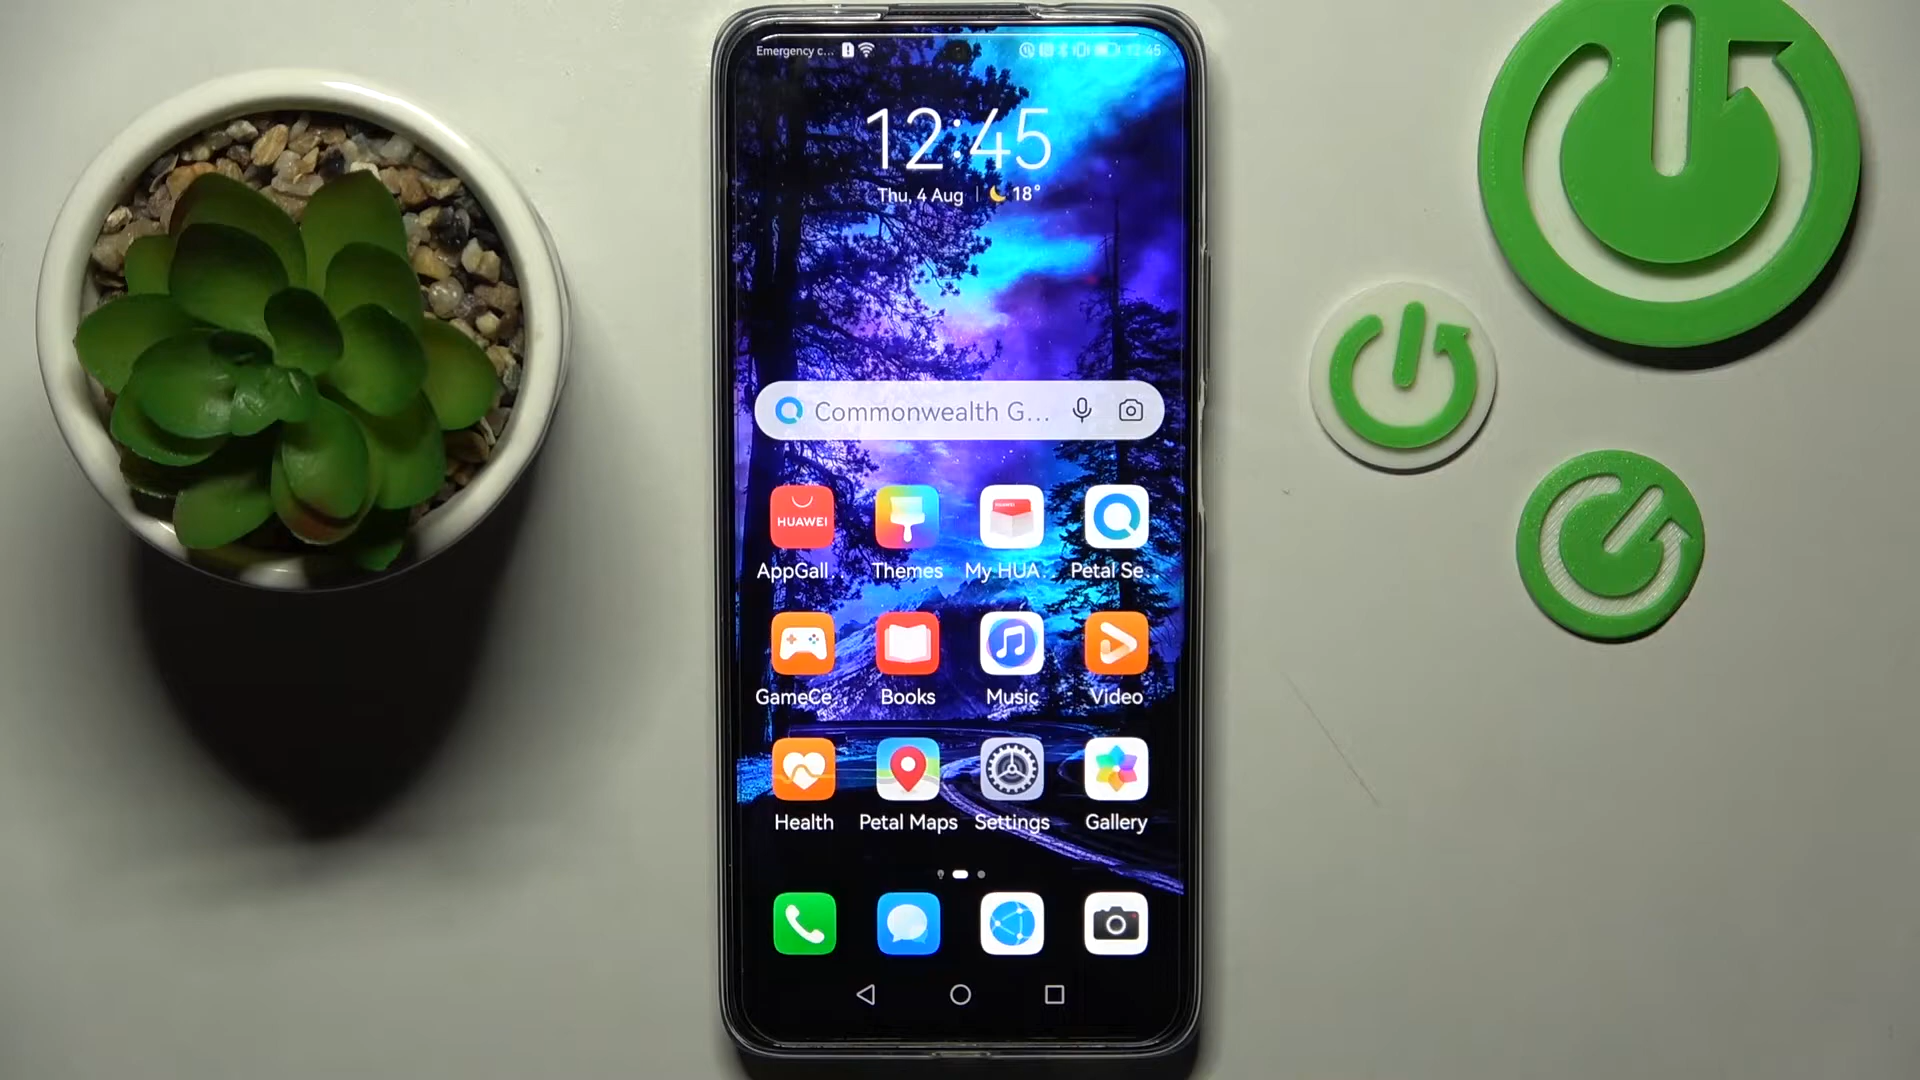 Emergency c...
12:45
Thu, 4 Aug | 18°
Commonwealth G...
HUAWEI
AppGall..
Themes
My HUA..
Petal Se...
GameCe..
Books
Music
Video
Health
Petal Maps
Settings
Gallery